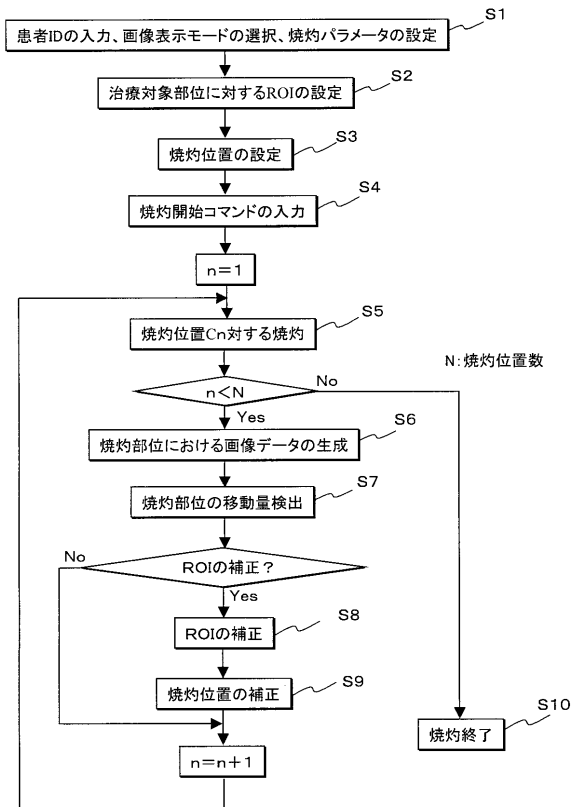 S1
患者IDの入力、画像表示モードの選択、焼灼パラメータの設定
S2
治療対象部位に対するROIの設定
S3
焼灼位置の設定
S4
焼灼開始コマンドの入力
n=1
S5
焼灼位置Cn対する焼灼
N:焼灼位置数
n<N
No
Yes
S6
焼灼部位における画像データの生成
S7
焼灼部位の移動量検出
No
ROIの補正?
Yes
S8
ROIの補正
S9
焼灼位置の補正
S10
焼灼終了
n=n+1